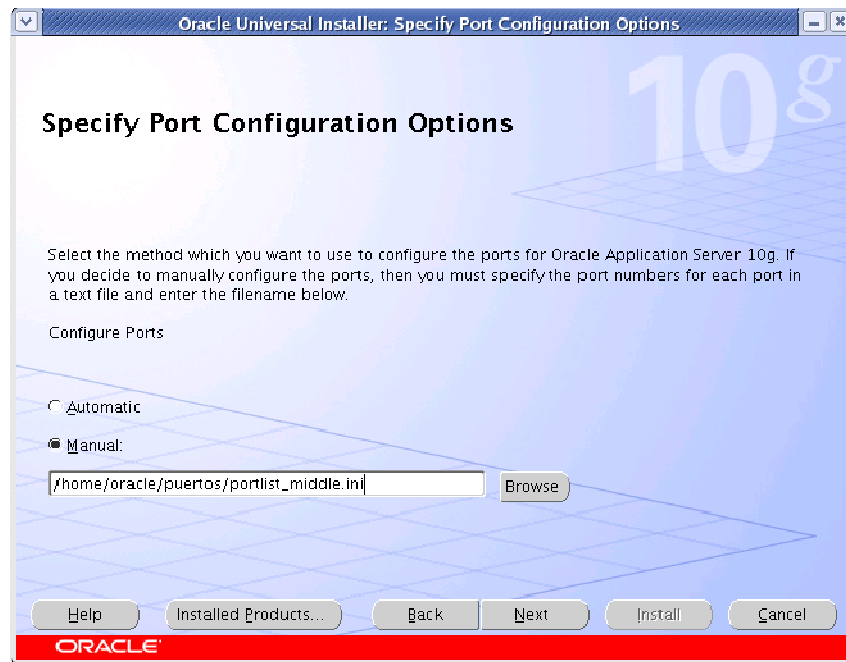 Oracle Universal Installer: Specify Port Configuration Options
10g
Specify Port Configuration Options
Select the method which you want to use to configure the ports for Oracle Application Server 10g. If
you decide to manually configure the ports, then you must specify the port numbers for each port in
a text file and enter the filename below.
Configure Ports
Automatic
Manual:
/home/oracle/puertos/portlist_middle.ini
Browse
Help
Installed Products...
Back
Next
Install
Cancel
ORACLE